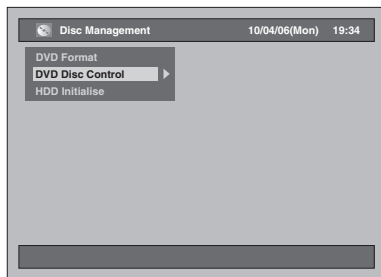 Disc Management 10/04/06(Mon) 19:34
DVD Format
DVD Disc Control
HDD Initialise